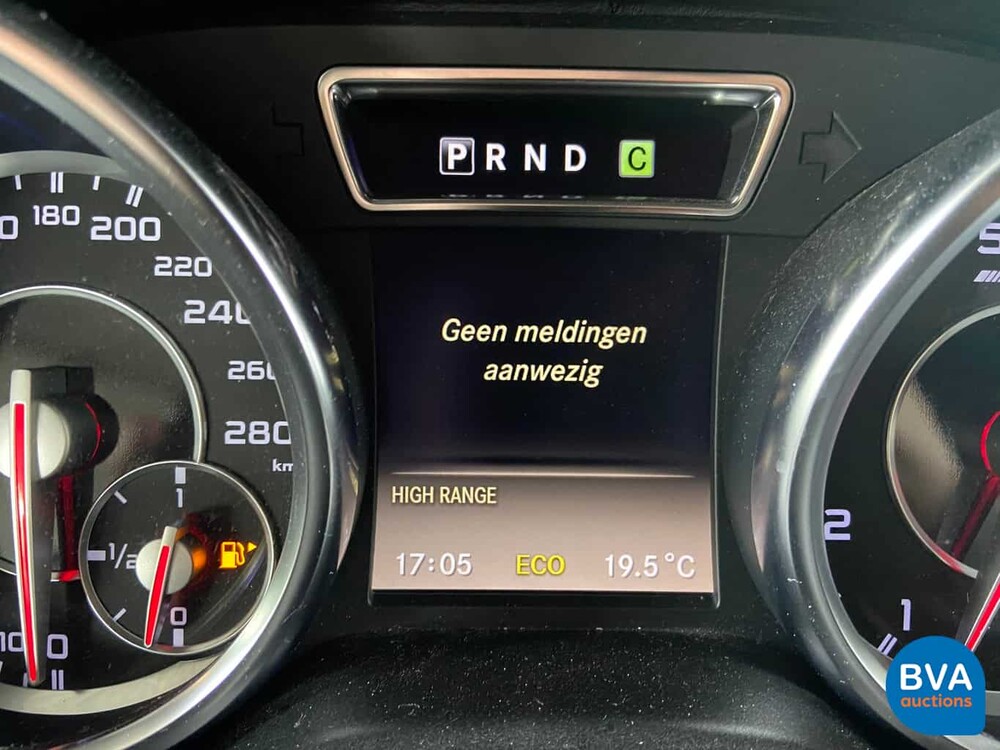 P R N D C
180
200
220
240
260
280
km
1
1/2
0
0
Geen meldingen
aanwezig
HIGH RANGE
17:05 ECO 19.5°C
2
1
BVA
auctions